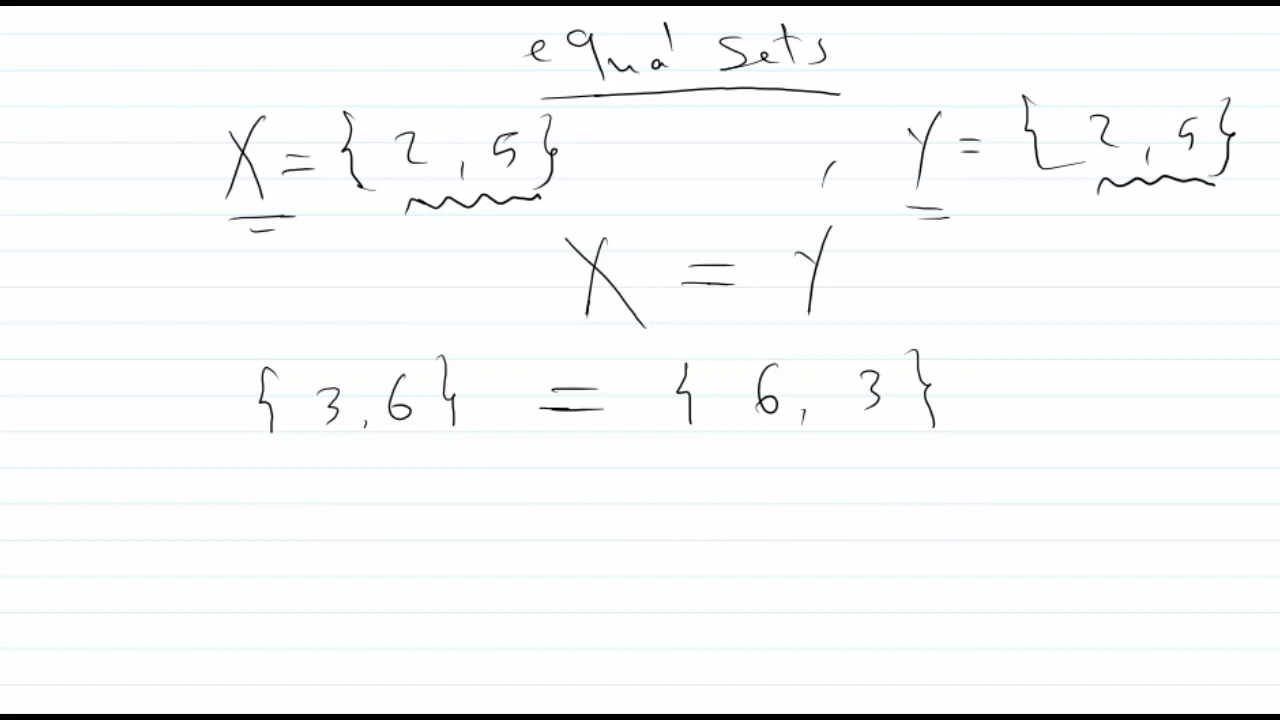 equal sets
X = { 2 , 5 } , Y = { 2 , 5 }
X = Y
{ 3 , 6 } = { 6 , 3 }